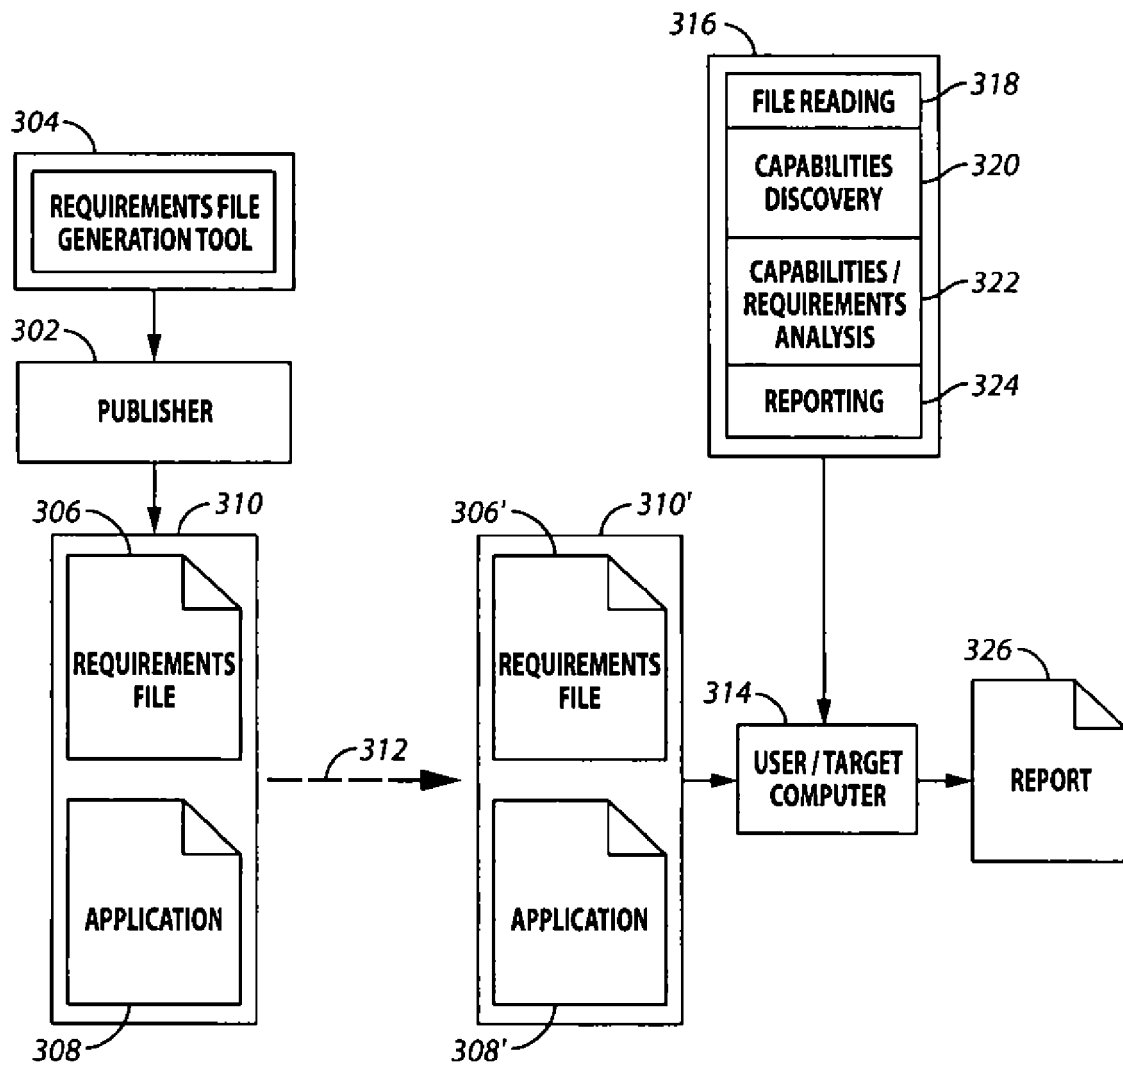 316
FILE READING
318
304
CAPABILITIES
DISCOVERY
320
REQUIREMENTS FILE
GENERATION TOOL
CAPABILITIES /
REQUIREMENTS
ANALYSIS
322
302
REPORTING
324
PUBLISHER
306
310
306'
310'
REQUIREMENTS
FILE
REQUIREMENTS
FILE
326
314
312
USER / TARGET
COMPUTER
REPORT
APPLICATION
APPLICATION
308
308'